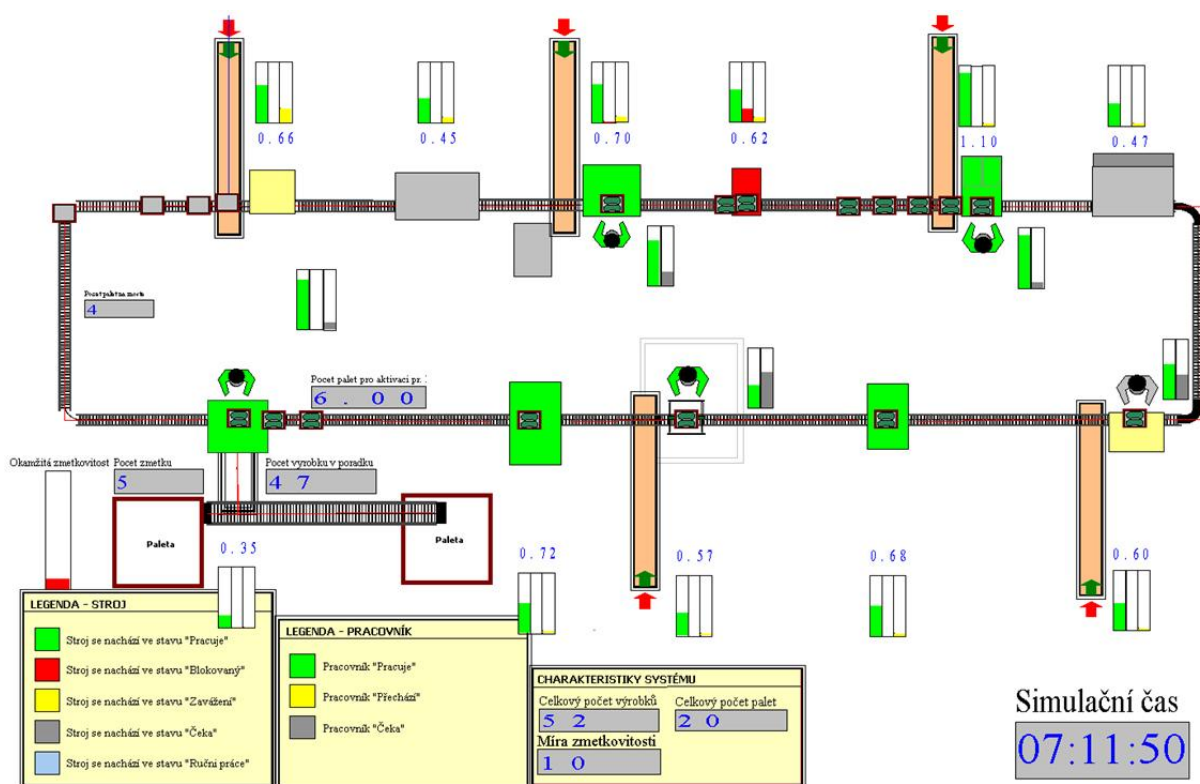 0.66
0.45
0.70
0.62
1.10
0.47
Pocet palet na moste
4
Pocet palet pro aktivaci pr.
6.00
Okamžitá zmetkovitost
Pocet zmetku
5
Pocet vyrobku v poradku
47
Paleta
Paleta
0.35
0.72
0.57
0.68
0.60
LEGENDA - STROJ
Stroj se nachází ve stavu "Pracuje"
Stroj se nachází ve stavu "Blokovaný"
Stroj se nachází ve stavu "Zavážení"
Stroj se nachází ve stavu "Čeka"
Stroj se nachází ve stavu "Ruční práce"
LEGENDA - PRACOVNÍK
Pracovník "Pracuje"
Pracovník "Přechází"
Pracovník "Čeka"
CHARAKTERISTIKY SYSTÉMU
Celkový počet výrobků
52
Celkový počet palet
20
Míra zmetkovitosti
10
Simulační čas
07:11:50